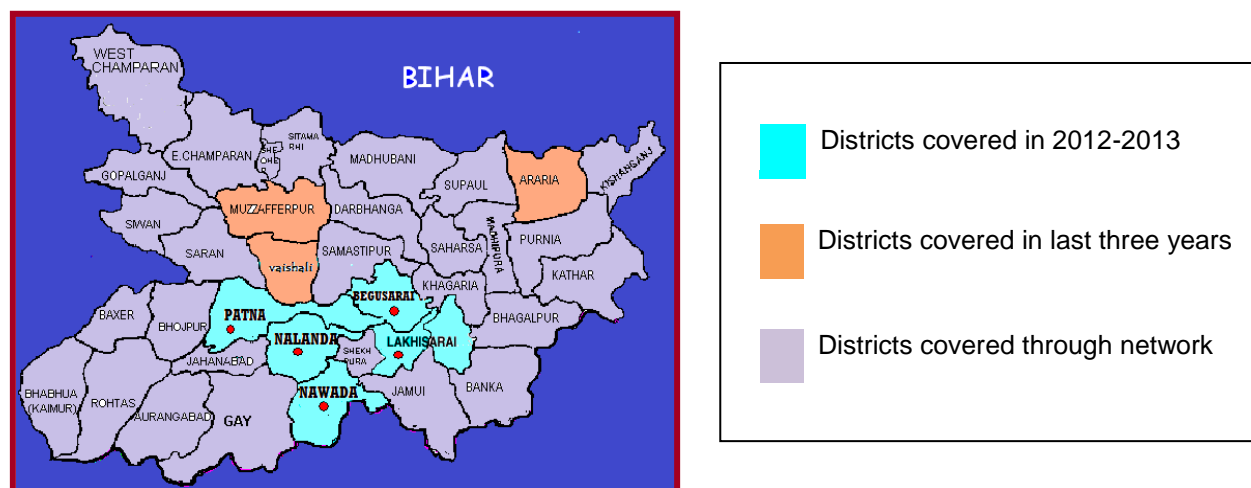 WEST
CHAMPARAN
BIHAR
E.CHAMPARAN
SHE
OHE
R
SITAMA
RHI
GOPALGANJ
MADHUBANI
SUPAUL
ARARIA
KISHANGANJ
SIWAN
MUZZAFFERPUR
DARBHANGA
SAHARSA
MADHIPURA
PURNIA
SARAN
vaishali
SAMASTIPUR
KATHAR
KHAGARIA
BAXER
BHOJPUR
PATNA
BEGUSARAI
BHAGALPUR
NALANDA
LAKHISARAI
JAHANABAD
SHEKH
PURA
BHABHUA
(KAIMUR)
ROHTAS
AURANGABAD
GAY
NAWADA
JAMUI
BANKA
Districts covered in 2012-2013
Districts covered in last three years
Districts covered through network